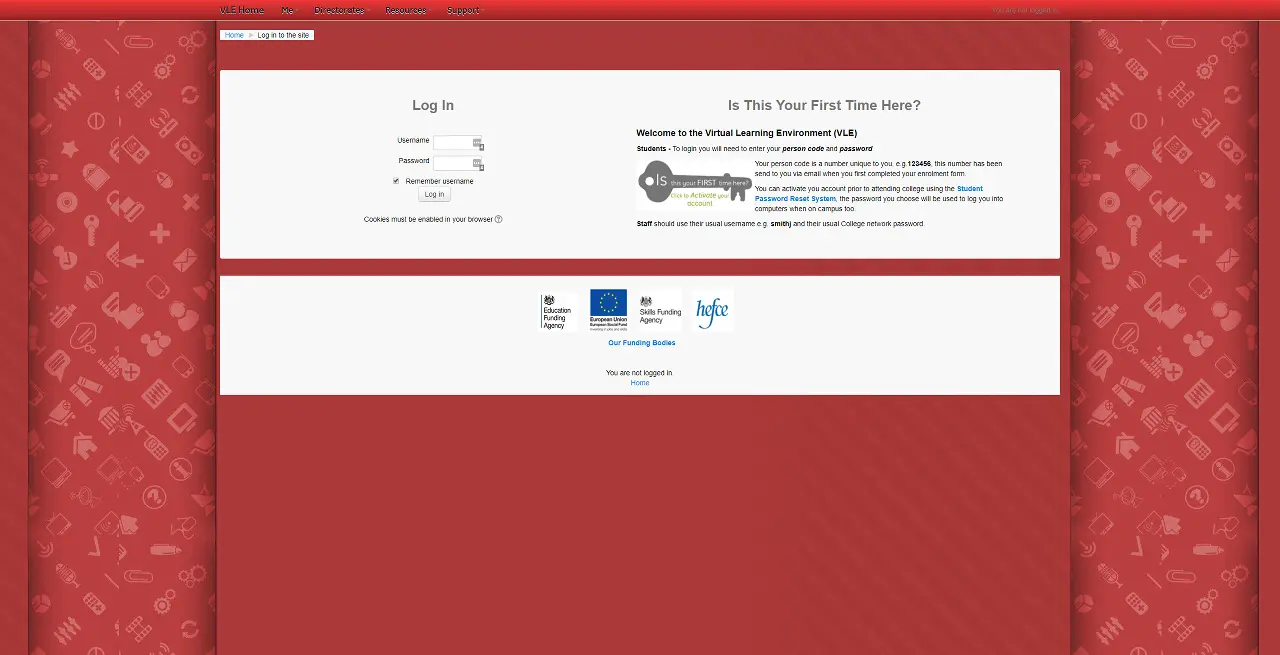 VLE Home Me Directorates Resources Support You are not logged in.
Home ► Log in to the site
Log In
Username
Password
Remember username
Log in
Cookies must be enabled in your browser
Is This Your First Time Here?
Welcome to the Virtual Learning Environment (VLE)
Students - To login you will need to enter your person code and password
IS this your FIRST time here?
Click to Activate your
account
Your person code is a number unique to you, e.g.123456, this number has been
send to you via email when you first completed your enrolment form.
You can activate you account prior to attending college using the Student
Password Reset System, the password you choose will be used to log you into
computers when on campus too.
Staff should use their usual username e.g. smithj and their usual College network password.
Education
Funding
Agency
European Union
European Social Fund
Investing in jobs and skills
Skills Funding
Agency
hefce
Our Funding Bodies
You are not logged in.
Home